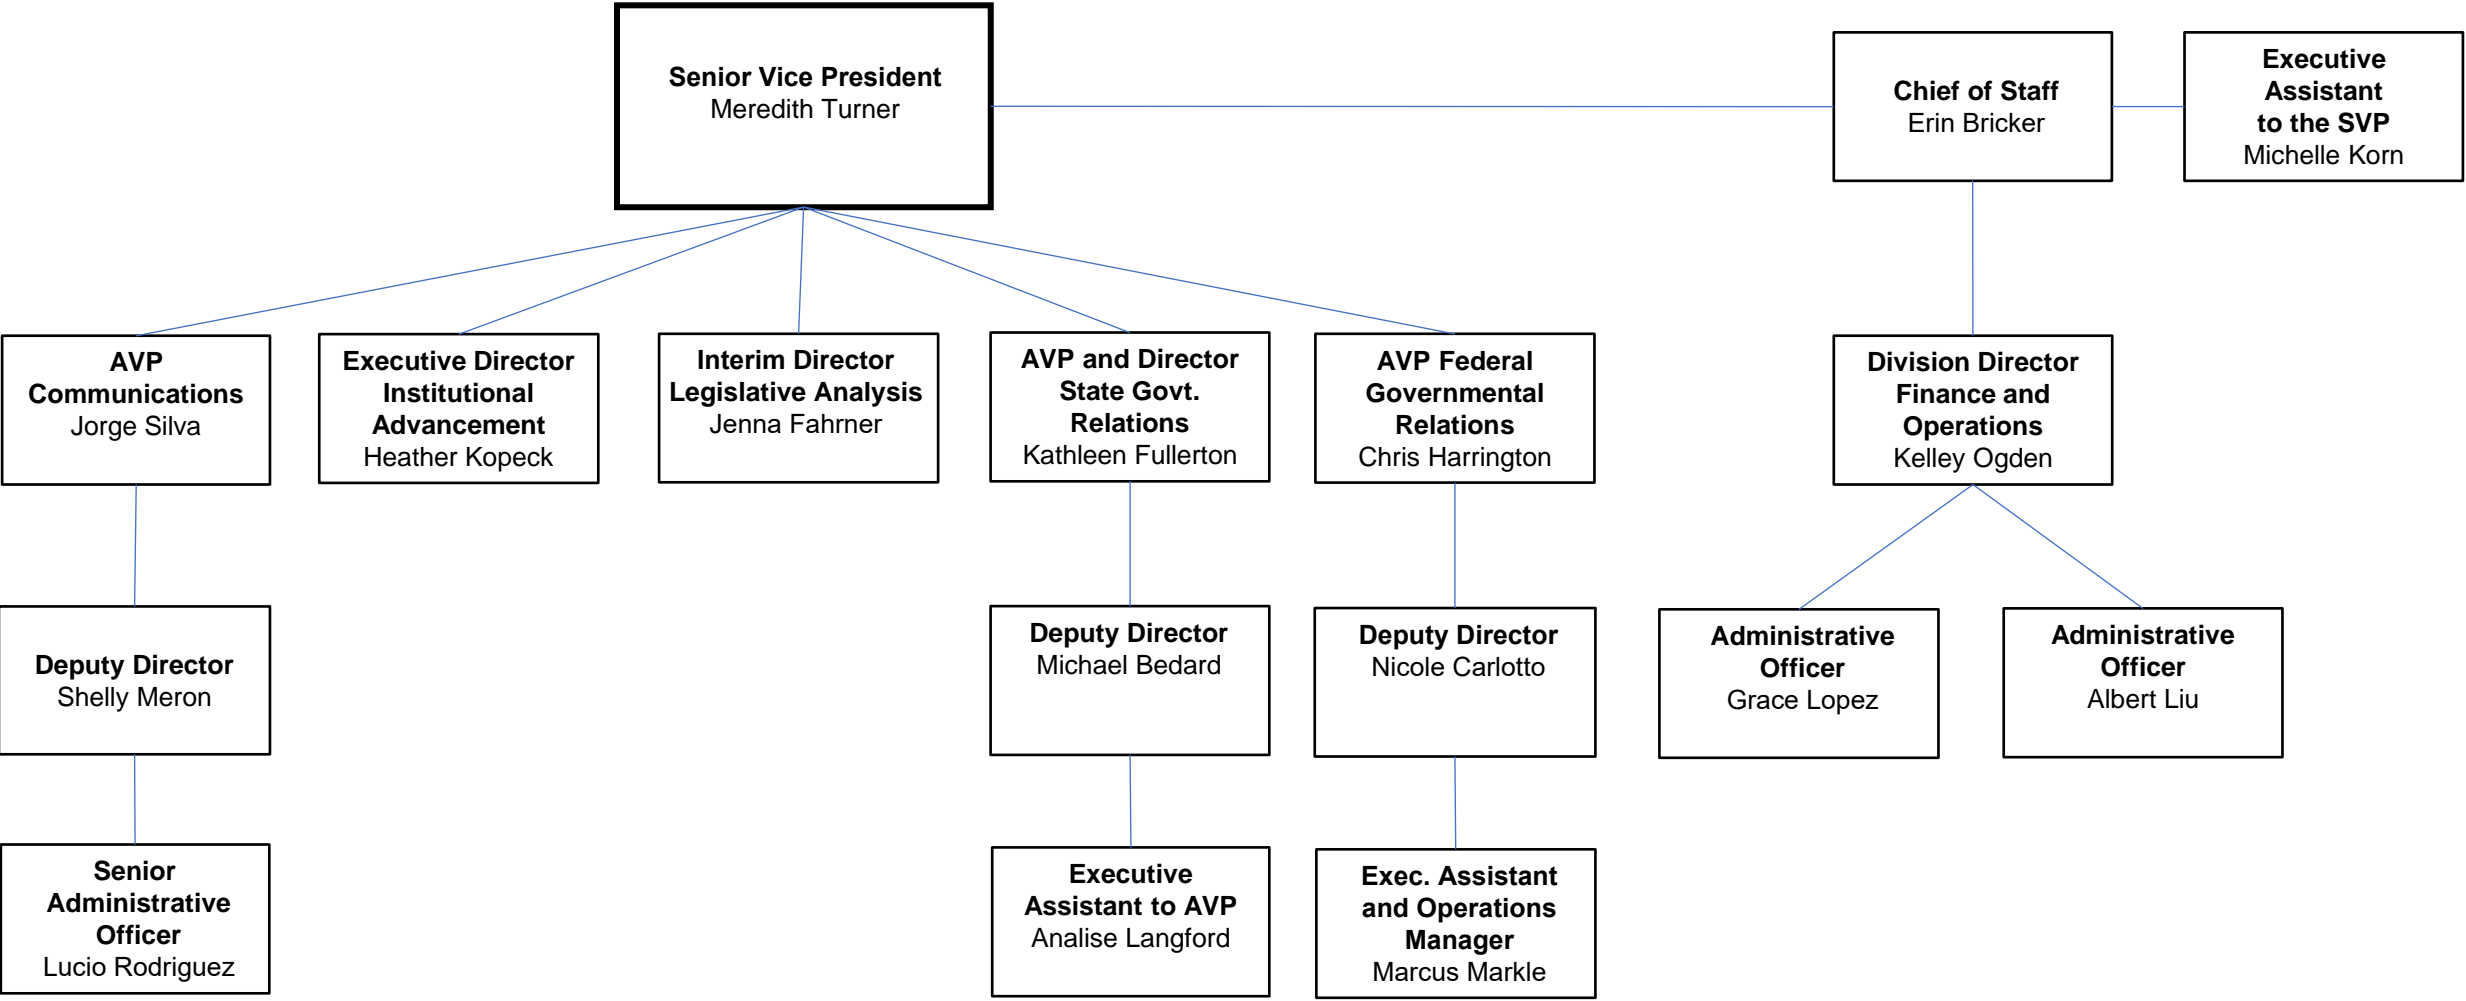 Senior Vice President
Meredith Turner
Chief of Staff
Erin Bricker
Executive
Assistant
to the SVP
Michelle Korn
AVP
Communications
Jorge Silva
Executive Director
Institutional
Advancement
Heather Kopeck
Interim Director
Legislative Analysis
Jenna Fahrner
AVP and Director
State Govt.
Relations
Kathleen Fullerton
AVP Federal
Governmental
Relations
Chris Harrington
Division Director
Finance and
Operations
Kelley Ogden
Deputy Director
Shelly Meron
Deputy Director
Michael Bedard
Deputy Director
Nicole Carlotto
Administrative
Officer
Grace Lopez
Administrative
Officer
Albert Liu
Senior
Administrative
Officer
Lucio Rodriguez
Executive
Assistant to AVP
Analise Langford
Exec. Assistant
and Operations
Manager
Marcus Markle